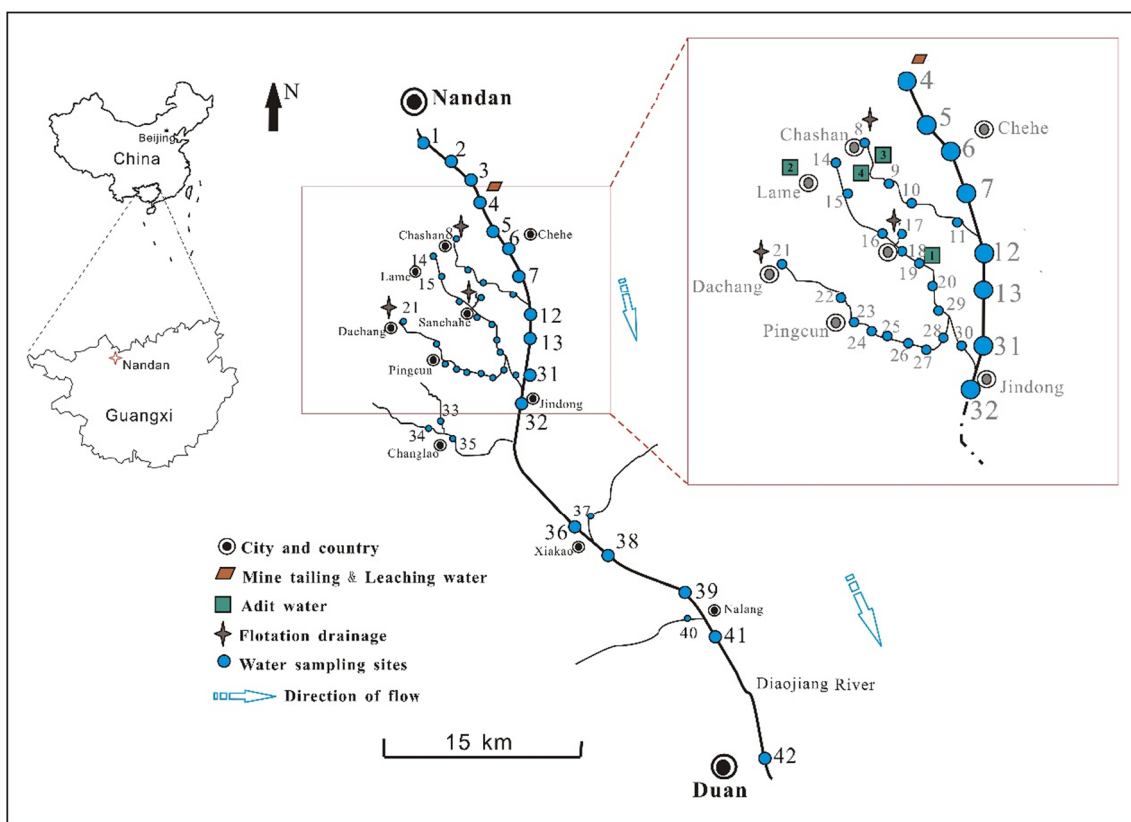 Beijing
China
Nandan
Guangxi
N
Nandan
1
2
3
4
5
6
7
8
Chashan
Chehe
14
Lame
15
21
Dachang
Sanchahe
12
13
Pingcun
31
Jindong
32
33
34
35
Changlao
37
36
Xiakao
38
39
Nalang
40
41
Diaojiang River
42
Duan
4
5
Chehe
6
8
Chashan
3
14
2
4
9
Lame
7
15
10
17
11
16
18
1
12
19
21
Dachang
20
13
22
29
23
Pingcun
24
25
28
30
31
26
27
Jindong
32
City and country
Mine tailing & Leaching water
Adit water
Flotation drainage
Water sampling sites
Direction of flow
15 km